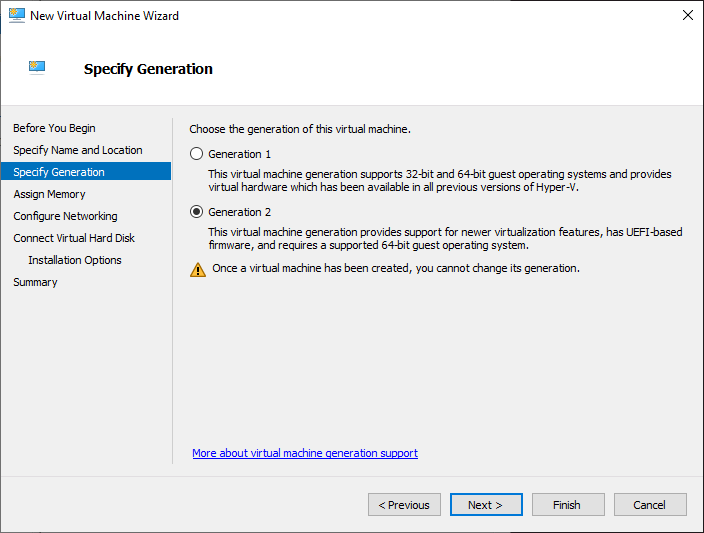 New Virtual Machine Wizard
Specify Generation
Before You Begin
Specify Name and Location
Specify Generation
Assign Memory
Configure Networking
Connect Virtual Hard Disk
Installation Options
Summary
Choose the generation of this virtual machine.
Generation 1
This virtual machine generation supports 32-bit and 64-bit guest operating systems and provides
virtual hardware which has been available in all previous versions of Hyper-V.
Generation 2
This virtual machine generation provides support for newer virtualization features, has UEFI-based
firmware, and requires a supported 64-bit guest operating system.
Once a virtual machine has been created, you cannot change its generation.
More about virtual machine generation support
< Previous
Next >
Finish
Cancel